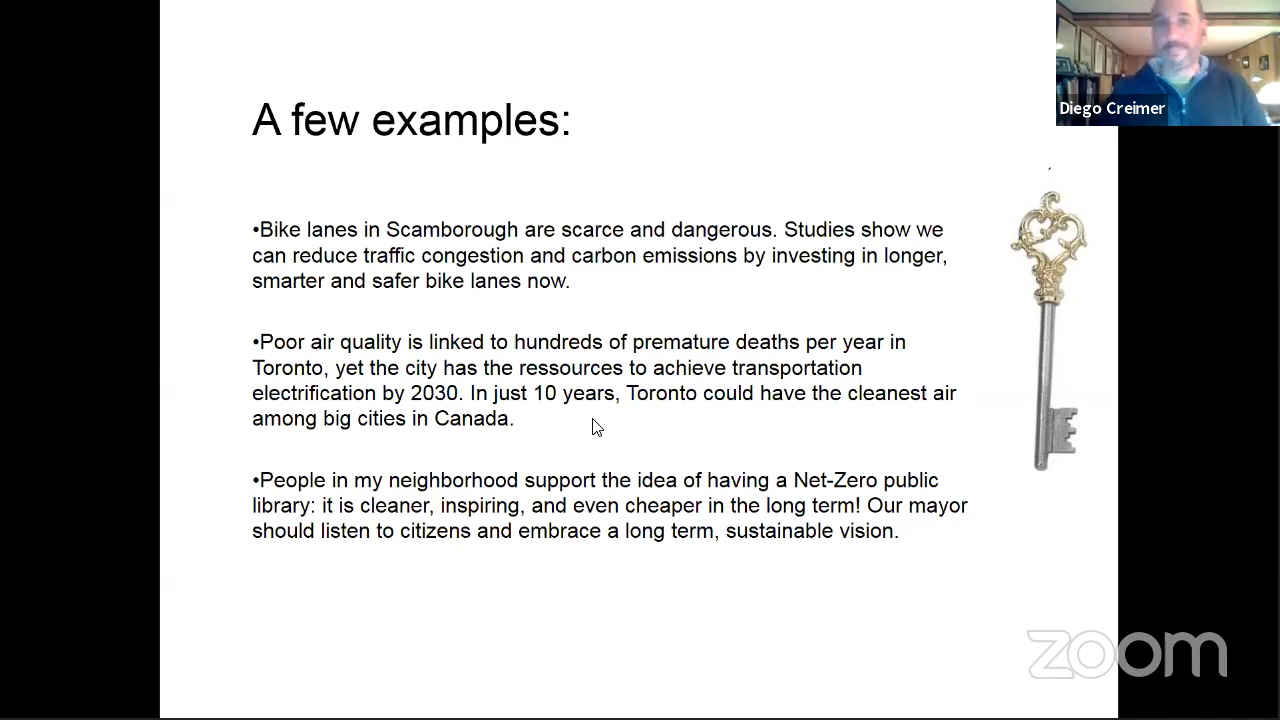 A few examples:
Diego Creimer
•Bike lanes in Scamborough are scarce and dangerous. Studies show we
can reduce traffic congestion and carbon emissions by investing in longer,
smarter and safer bike lanes now.
•Poor air quality is linked to hundreds of premature deaths per year in
Toronto, yet the city has the ressources to achieve transportation
electrification by 2030. In just 10 years, Toronto could have the cleanest air
among big cities in Canada.
•People in my neighborhood support the idea of having a Net-Zero public
library: it is cleaner, inspiring, and even cheaper in the long term! Our mayor
should listen to citizens and embrace a long term, sustainable vision.
zoom